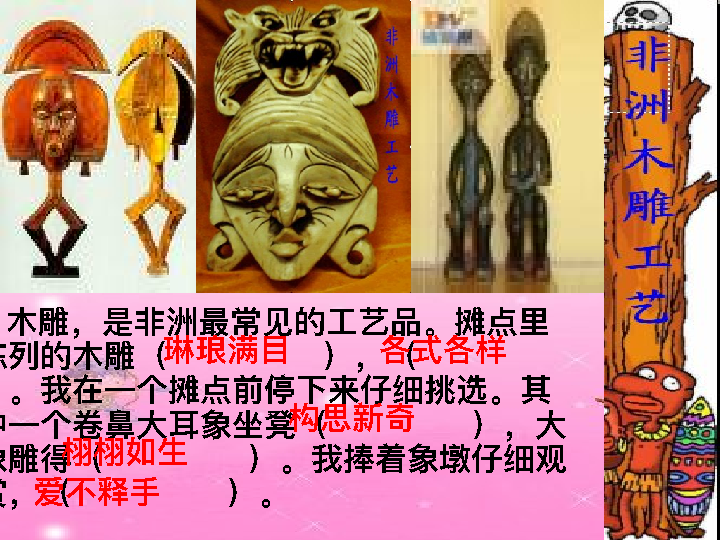 非洲木雕工艺
非洲木雕工艺
木雕，是非洲最常见的工艺品。摊点里
陈列的木雕（琳琅满目），（各式各样
）。我在一个摊点前停下来仔细挑选。其
中一个卷鼻大耳象坐凳（构思新奇），大
象雕得（栩栩如生）。我捧着象墩仔细观
赏，（爱不释手）。